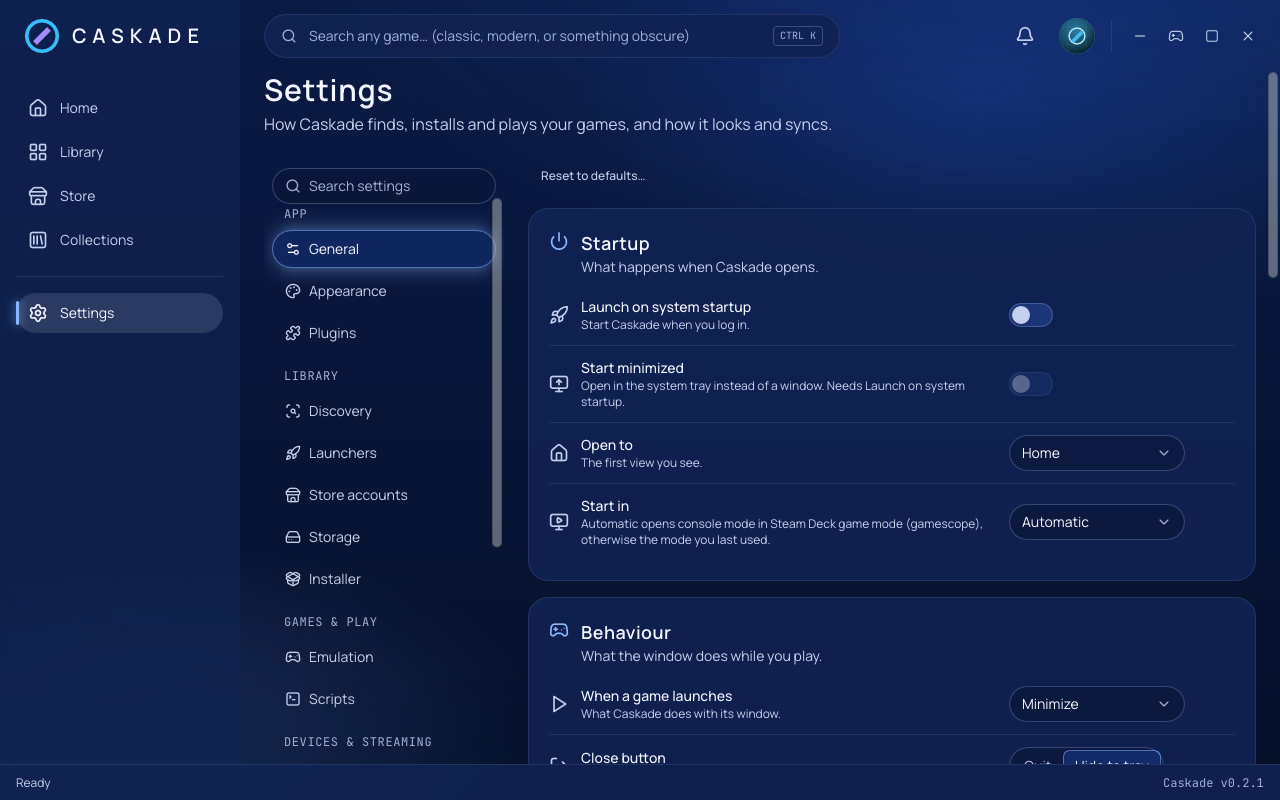 CASKADE
Search any game... (classic, modern, or something obscure)
CTRL K
Home
Library
Store
Collections
Settings
Settings
How Caskade finds, installs and plays your games, and how it looks and syncs.
Search settings
APP
General
Appearance
Plugins
LIBRARY
Discovery
Launchers
Store accounts
Storage
Installer
GAMES & PLAY
Emulation
Scripts
DEVICES & STREAMING
Reset to defaults...
Startup
What happens when Caskade opens.
Launch on system startup
Start Caskade when you log in.
Start minimized
Open in the system tray instead of a window. Needs Launch on system
startup.
Open to
The first view you see.
Home
Start in
Automatic opens console mode in Steam Deck game mode (gamescope),
otherwise the mode you last used.
Automatic
Behaviour
What the window does while you play.
When a game launches
What Caskade does with its window.
Minimize
Close button
Quit
Hide to tray
Ready
Caskade v0.2.1